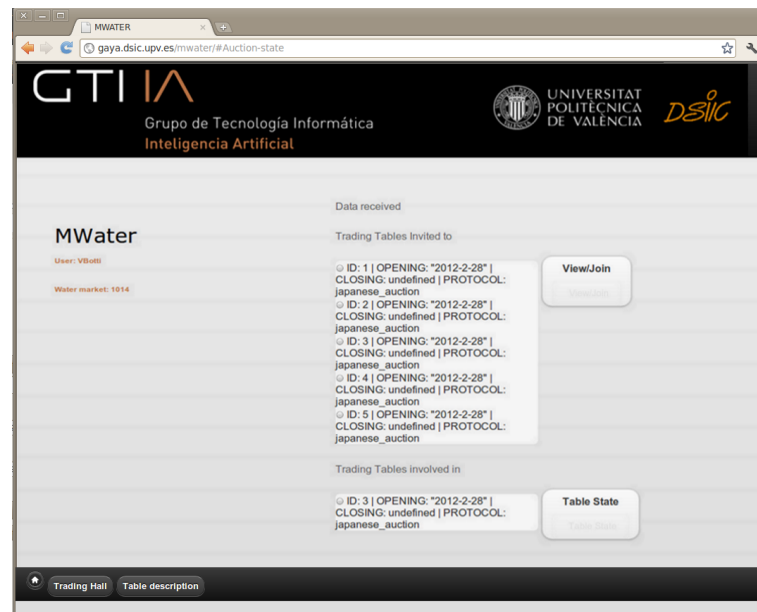 MWATER
gaya.dsic.upv.es/mwater/#Auction-state
GTI IA
Grupo de Tecnología Informática
Inteligencia Artificial
UNIVERSITAT
POLITÈCNICA
DE VALÈNCIA
DSIC
Data received
MWater
Trading Tables Invited to
User: VBotti
Water market: 1014
ID: 1 | OPENING: "2012-2-28" |
CLOSING: undefined | PROTOCOL:
japanese_auction
ID: 2 | OPENING: "2012-2-28" |
CLOSING: undefined | PROTOCOL:
japanese_auction
ID: 3 | OPENING: "2012-2-28" |
CLOSING: undefined | PROTOCOL:
japanese_auction
ID: 4 | OPENING: "2012-2-28" |
CLOSING: undefined | PROTOCOL:
japanese_auction
ID: 5 | OPENING: "2012-2-28" |
CLOSING: undefined | PROTOCOL:
japanese_auction
View/Join
View/Join
Trading Tables involved in
ID: 3 | OPENING: "2012-2-28" |
CLOSING: undefined | PROTOCOL:
japanese_auction
Table State
Table State
Trading Hall
Table description